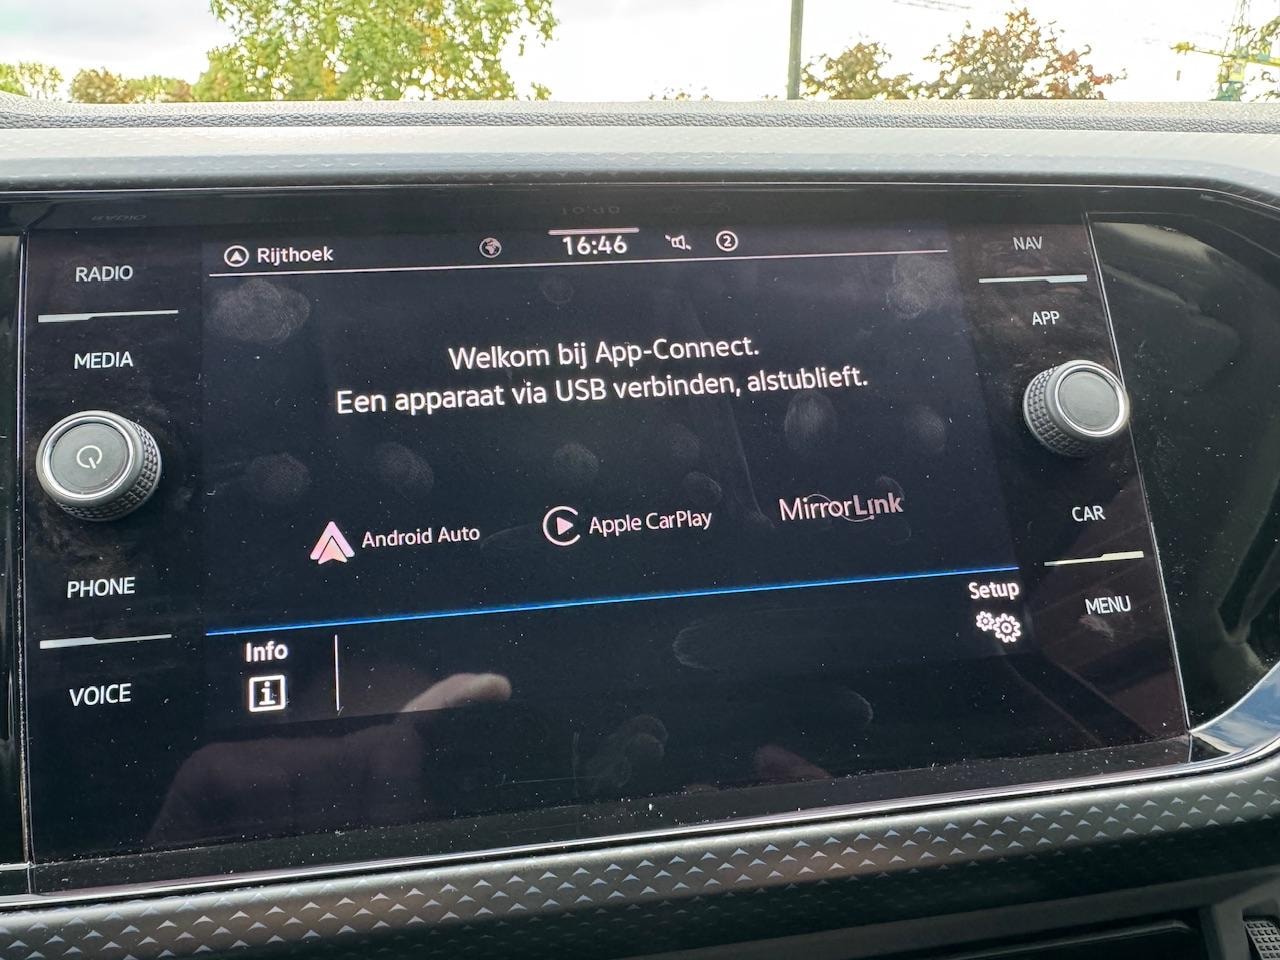 Rijthoek
16:46
2
RADIO
MEDIA
PHONE
VOICE
Welkom bij App-Connect.
Een apparaat via USB verbinden, alstublieft.
Android Auto
Apple CarPlay
MirrorLink
Info
i
Setup
NAV
APP
CAR
MENU